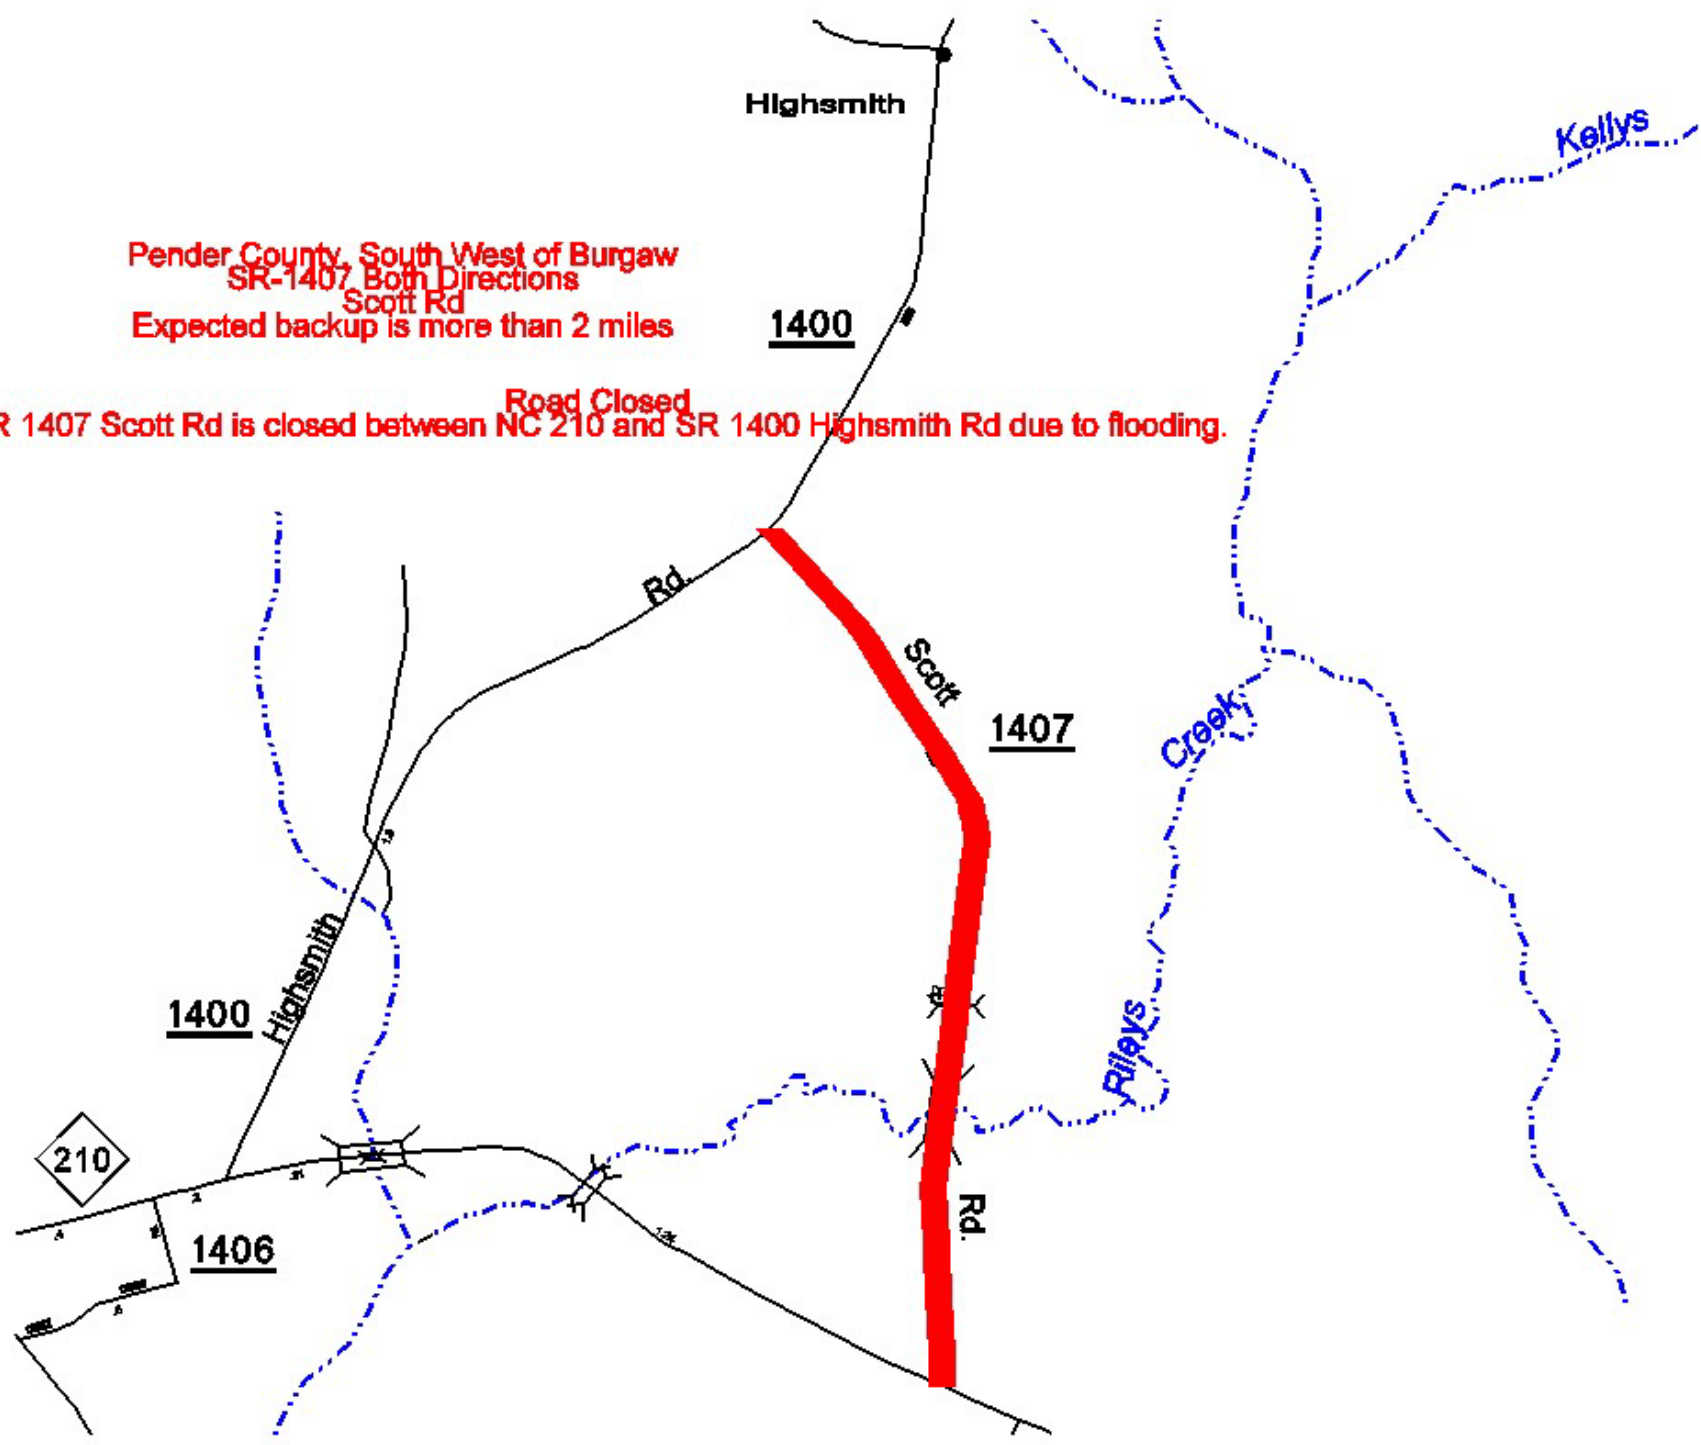 Highsmith
Kellys
Pender County, South West of Burgaw
SR-1407 Both Directions
Scott Rd
Expected backup is more than 2 miles
1400
Road Closed
R 1407 Scott Rd is closed between NC 210 and SR 1400 Highsmith Rd due to flooding.
Rd.
Scott
1407
Creek
Highsmith
1400
Rileys
210
Rd.
1406